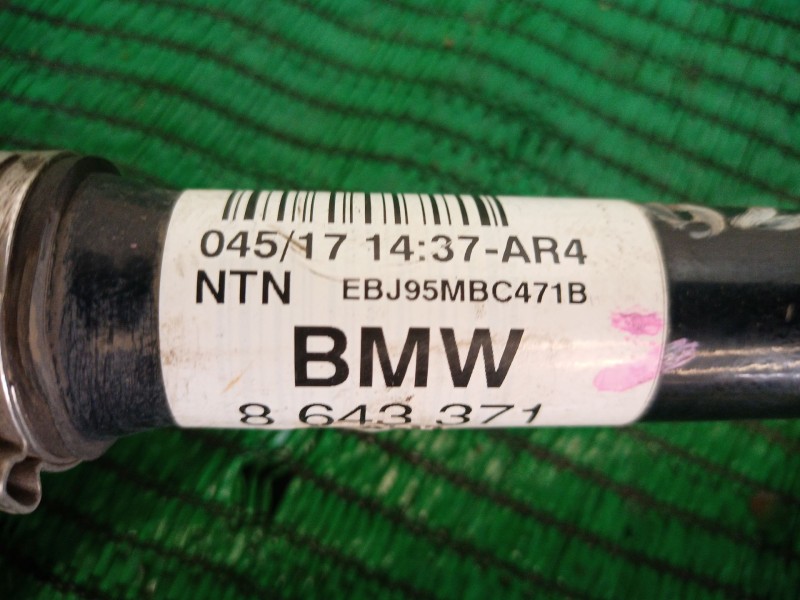 045/17 14:37-AR4
NTN EBJ95MBC471B
BMW
8 643 371